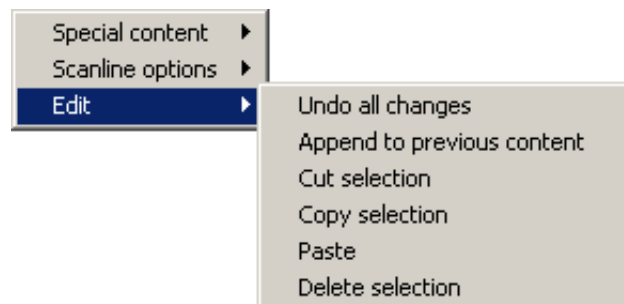 Special content
Scanline options
Edit
Undo all changes
Append to previous content
Cut selection
Copy selection
Paste
Delete selection